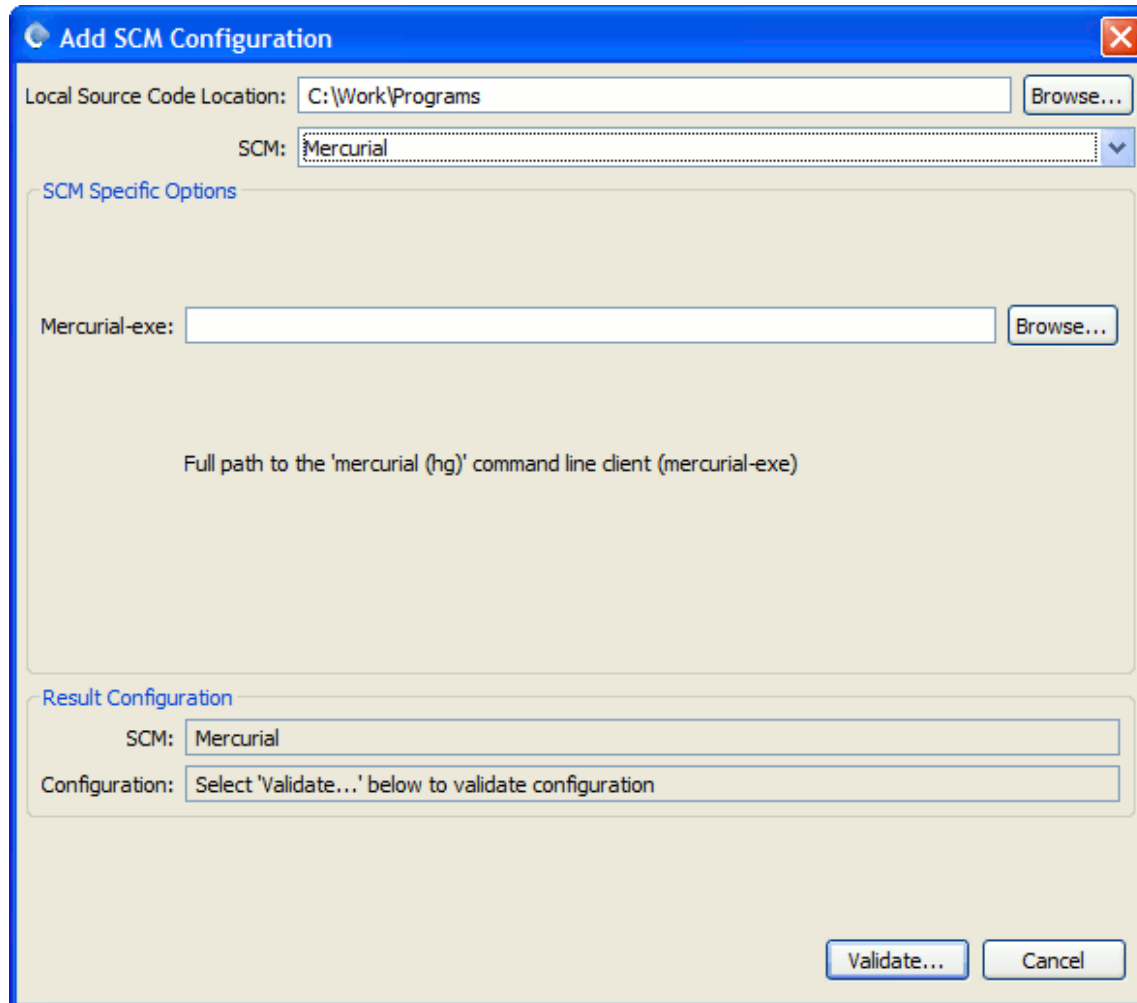 Add SCM Configuration
Local Source Code Location: C:\Work\Programs Browse...
SCM: Mercurial
SCM Specific Options
Mercurial-exe: Browse...
Full path to the 'mercurial (hg)' command line client (mercurial-exe)
Result Configuration
SCM: Mercurial
Configuration: Select 'Validate...' below to validate configuration
Validate... Cancel